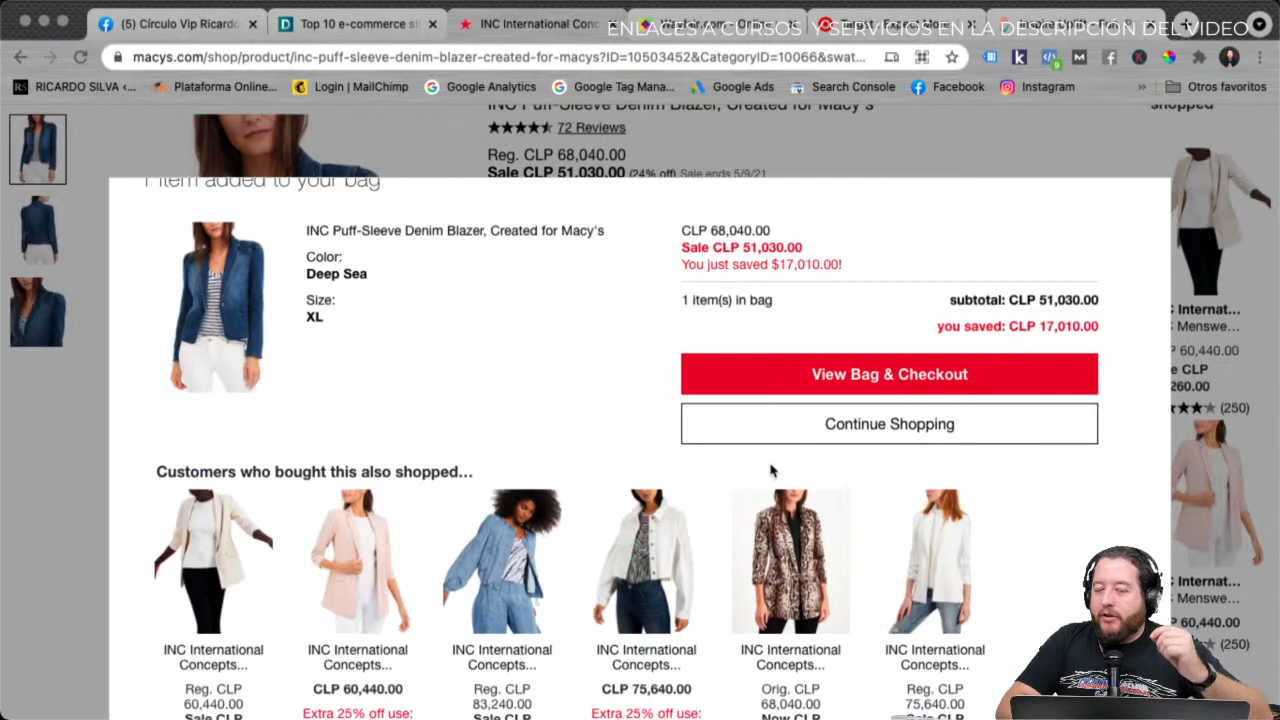 (5) Círculo Vip Ricardo
Top 10 e-commerce si
INC International Conc
ENLACES A CURSOS Y SERVICIOS EN LA DESCRIPCIÓN DEL VIDEO
macys.com/shop/product/inc-puff-sleeve-denim-blazer-created-for-macys?ID=10503452&CategoryID=10066&swat...
RICARDO SILVA ‹...
Plataforma Online...
Login | MailChimp
Google Analytics
Google Tag Mana...
Google Ads
Search Console
Facebook
Instagram
»
Otros favoritos
INC Puff-Sleeve Denim Blazer, Created for Macy's
shopped
72 Reviews
Reg. CLP 68,040.00
Sale CLP 51,030.00 (24% off) Sale ends 5/9/21
1 item added to your bag
INC Puff-Sleeve Denim Blazer, Created for Macy's
Color:
Deep Sea
Size:
XL
CLP 68,040.00
Sale CLP 51,030.00
You just saved $17,010.00!
1 item(s) in bag
subtotal: CLP 51,030.00
you saved: CLP 17,010.00
View Bag & Checkout
Continue Shopping
Customers who bought this also shopped...
INC International
Concepts...
Reg. CLP
60,440.00
Sale CLP
INC International
Concepts...
CLP 60,440.00
Extra 25% off use:
INC International
Concepts...
Reg. CLP
83,240.00
Sale CLP
INC International
Concepts...
CLP 75,640.00
Extra 25% off use:
INC International
Concepts...
Orig. CLP
68,040.00
Now CLP
INC International
Concepts...
Reg. CLP
75,640.00
Sale CLP
Internat...
Menswe...
60,440.00
CLP
260.00
(250)
Internat...
Menswe...
60,440.00
(250)